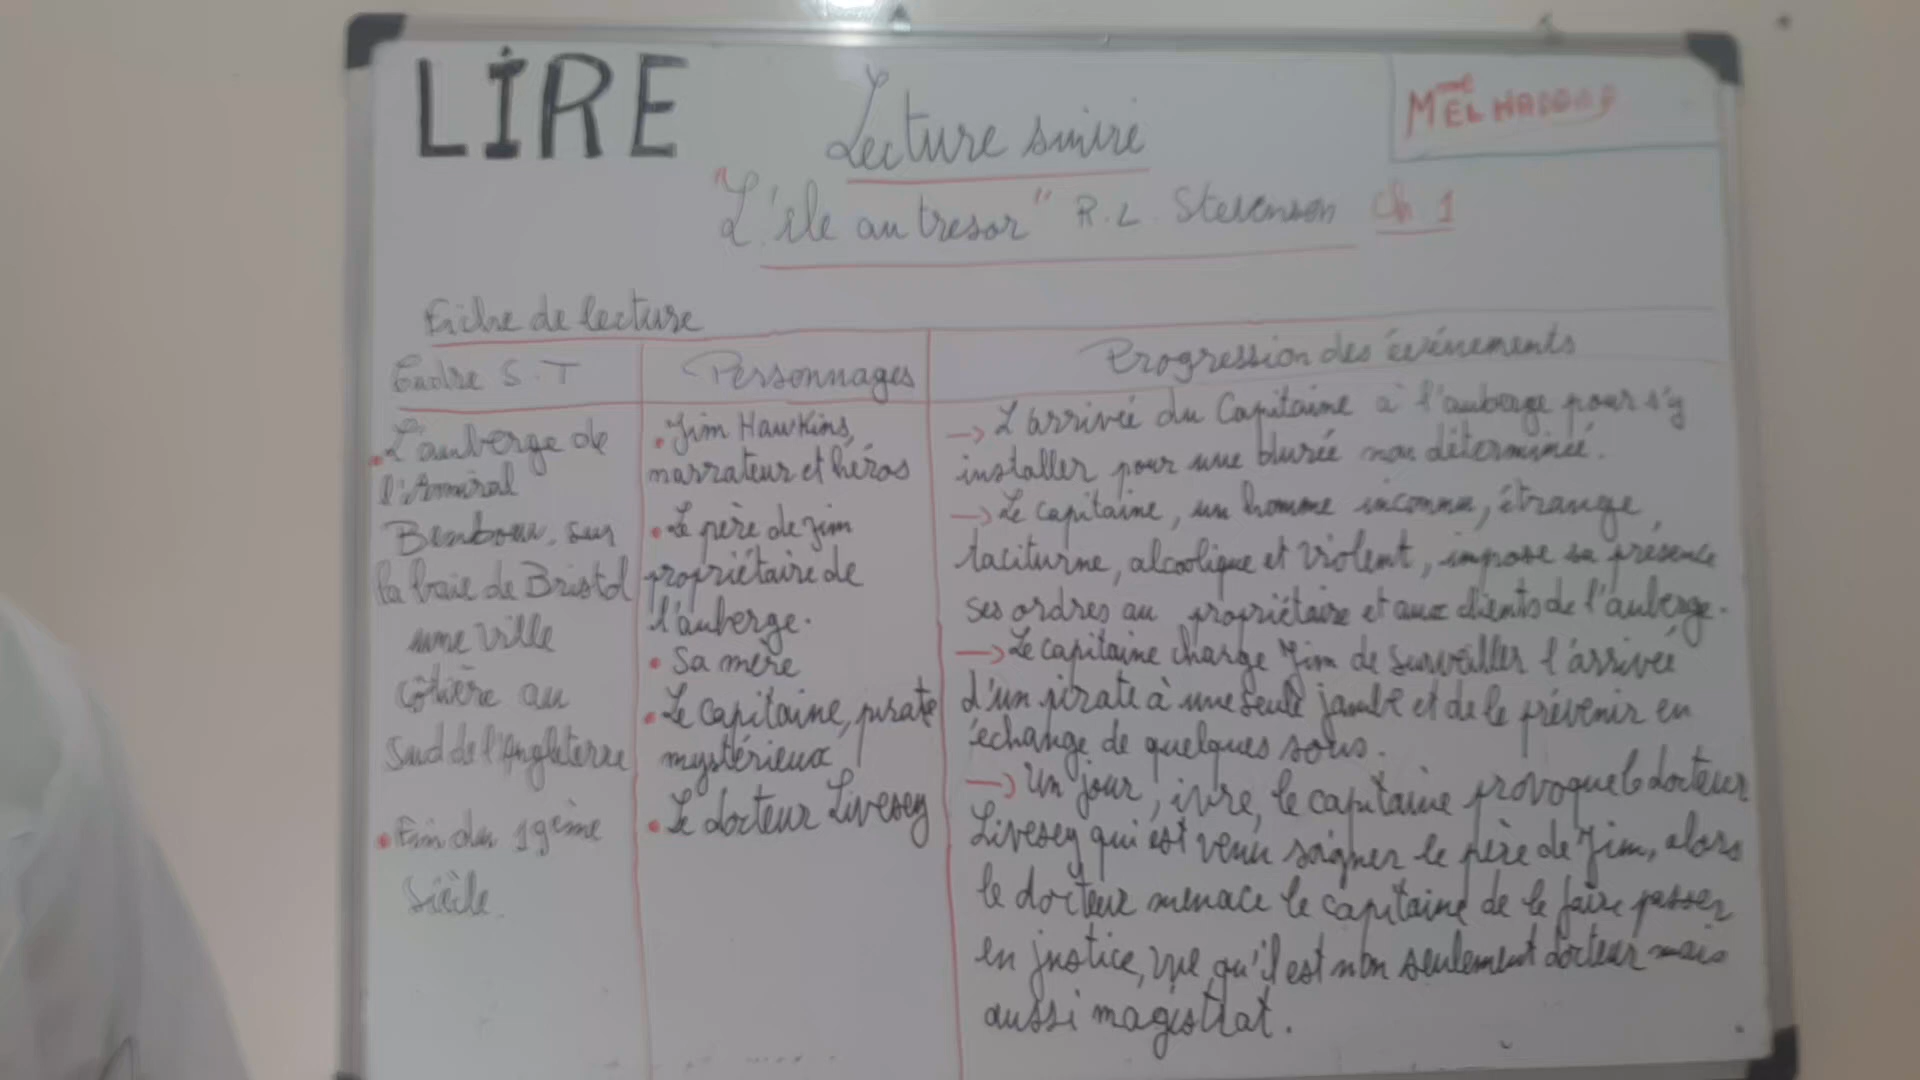 LIRE
Lecture suivie
Mme EL HADDAD
"L'ile au tresor" R.L. Stevenson Ch 1
Fiche de lecture
Cadre S.T
Personnages
Progression des événements
• L'auberge de
l'Amiral
Benbow, sur
la baie de Bristol
une ville
côtière au
Sud de l'Angleterre
• Fin du 19ème
siècle.
• Jim Hawkins,
narrateur et héros
• Le père de Jim
propriétaire de
l'auberge.
• Sa mère
• Le capitaine, pirate
mystérieux
• Le docteur Livesey
→ L'arrivée du Capitaine à l'auberge pour s'y
installer pour une durée non déterminée.
→ Le capitaine, un homme inconnu, étrange,
taciturne, alcoolique et violent, impose sa présence
ses ordres au propriétaire et aux clients de l'auberge.
→ Le capitaine charge Jim de surveiller l'arrivée
d'un pirate à une seule jambe et de le prévenir en
échange de quelques sous.
→ Un jour, ivre, le capitaine provoque le docteur
Livesey qui est venu soigner le père de Jim, alors
le docteur menace le capitaine de le faire passer
en justice, vue qu'il est non seulement docteur mais
aussi magistrat.